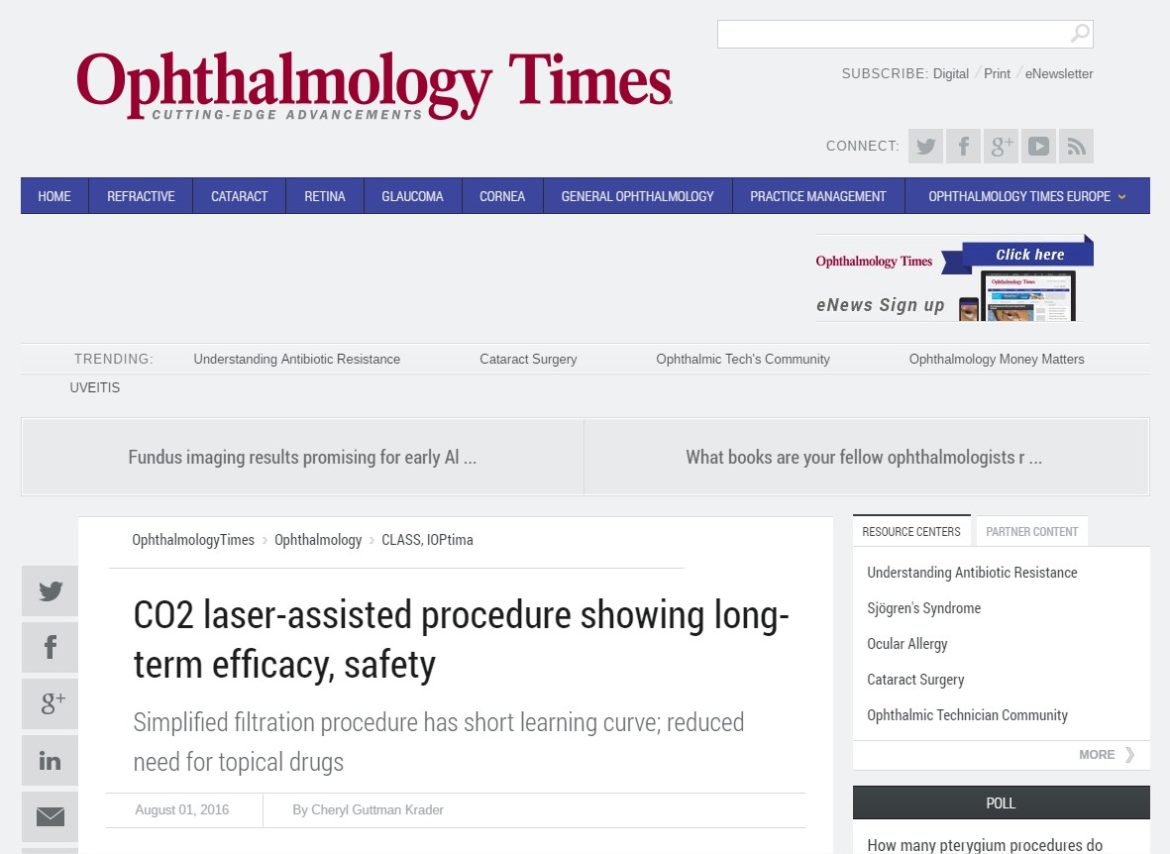 Ophthalmology Times
CUTTING-EDGE ADVANCEMENTS
SUBSCRIBE: Digital / Print / eNewsletter
CONNECT:
HOME REFRACTIVE CATARACT RETINA GLAUCOMA CORNEA GENERAL OPHTHALMOLOGY PRACTICE MANAGEMENT OPHTHALMOLOGY TIMES EUROPE
Ophthalmology Times Click here
eNews Sign up
TRENDING: Understanding Antibiotic Resistance Cataract Surgery Ophthalmic Tech's Community Ophthalmology Money Matters
UVEITIS
Fundus imaging results promising for early Al ... What books are your fellow ophthalmologists r ...
OphthalmologyTimes › Ophthalmology › CLASS, IOPtima
CO2 laser-assisted procedure showing long-
term efficacy, safety
Simplified filtration procedure has short learning curve; reduced
need for topical drugs
August 01, 2016 By Cheryl Guttman Krader
RESOURCE CENTERS PARTNER CONTENT
Understanding Antibiotic Resistance
Sjögren's Syndrome
Ocular Allergy
Cataract Surgery
Ophthalmic Technician Community
MORE
POLL
How many pterygium procedures do